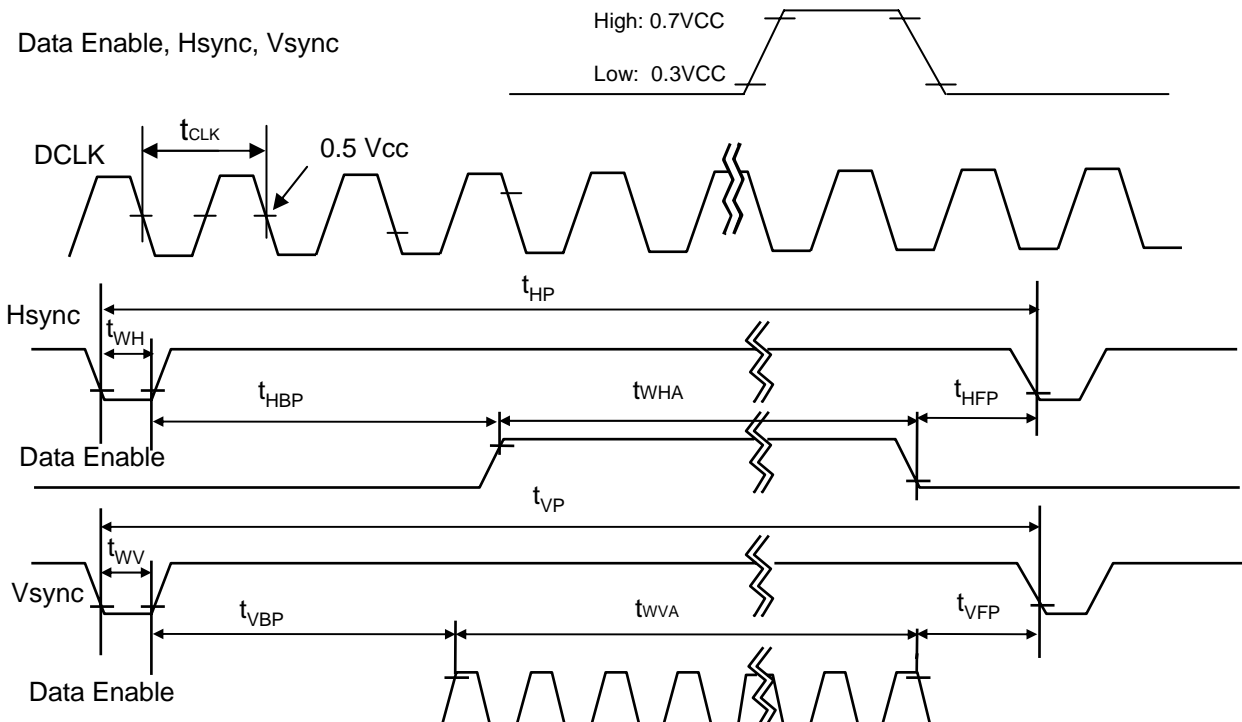 High: 0.7VCC
Data Enable, Hsync, Vsync
Low: 0.3VCC
tCLK
DCLK
0.5 Vcc
tHP
Hsync
tWH
tHBP
tWHA
tHFP
Data Enable
tVP
tWV
Vsync
tVBP
tWVA
tVFP
Data Enable